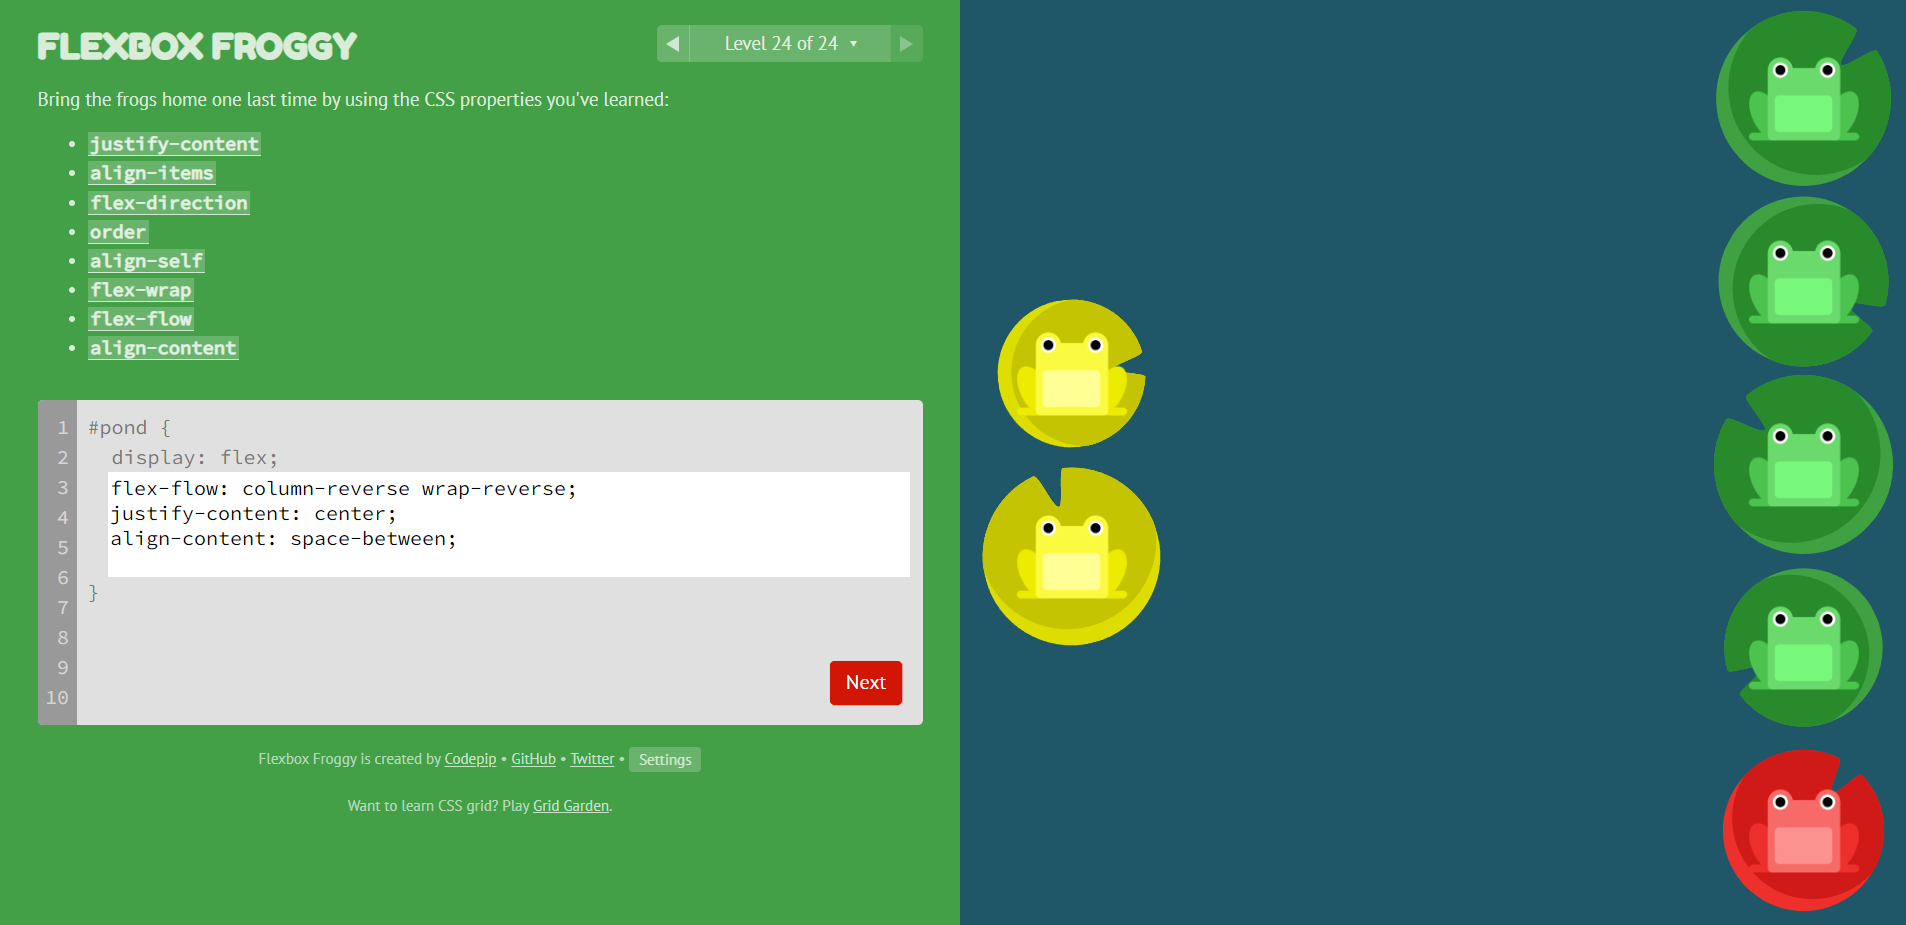 FLEXBOX FROGGY
◀ Level 24 of 24 ▾ ▶
Bring the frogs home one last time by using the CSS properties you've learned:
• justify-content
• align-items
• flex-direction
• order
• align-self
• flex-wrap
• flex-flow
• align-content
1 #pond {
2 display: flex;
3 flex-flow: column-reverse wrap-reverse;
4 justify-content: center;
5 align-content: space-between;
6 }
7
8
9
10
Next
Flexbox Froggy is created by Codepip • GitHub • Twitter • Settings
Want to learn CSS grid? Play Grid Garden.